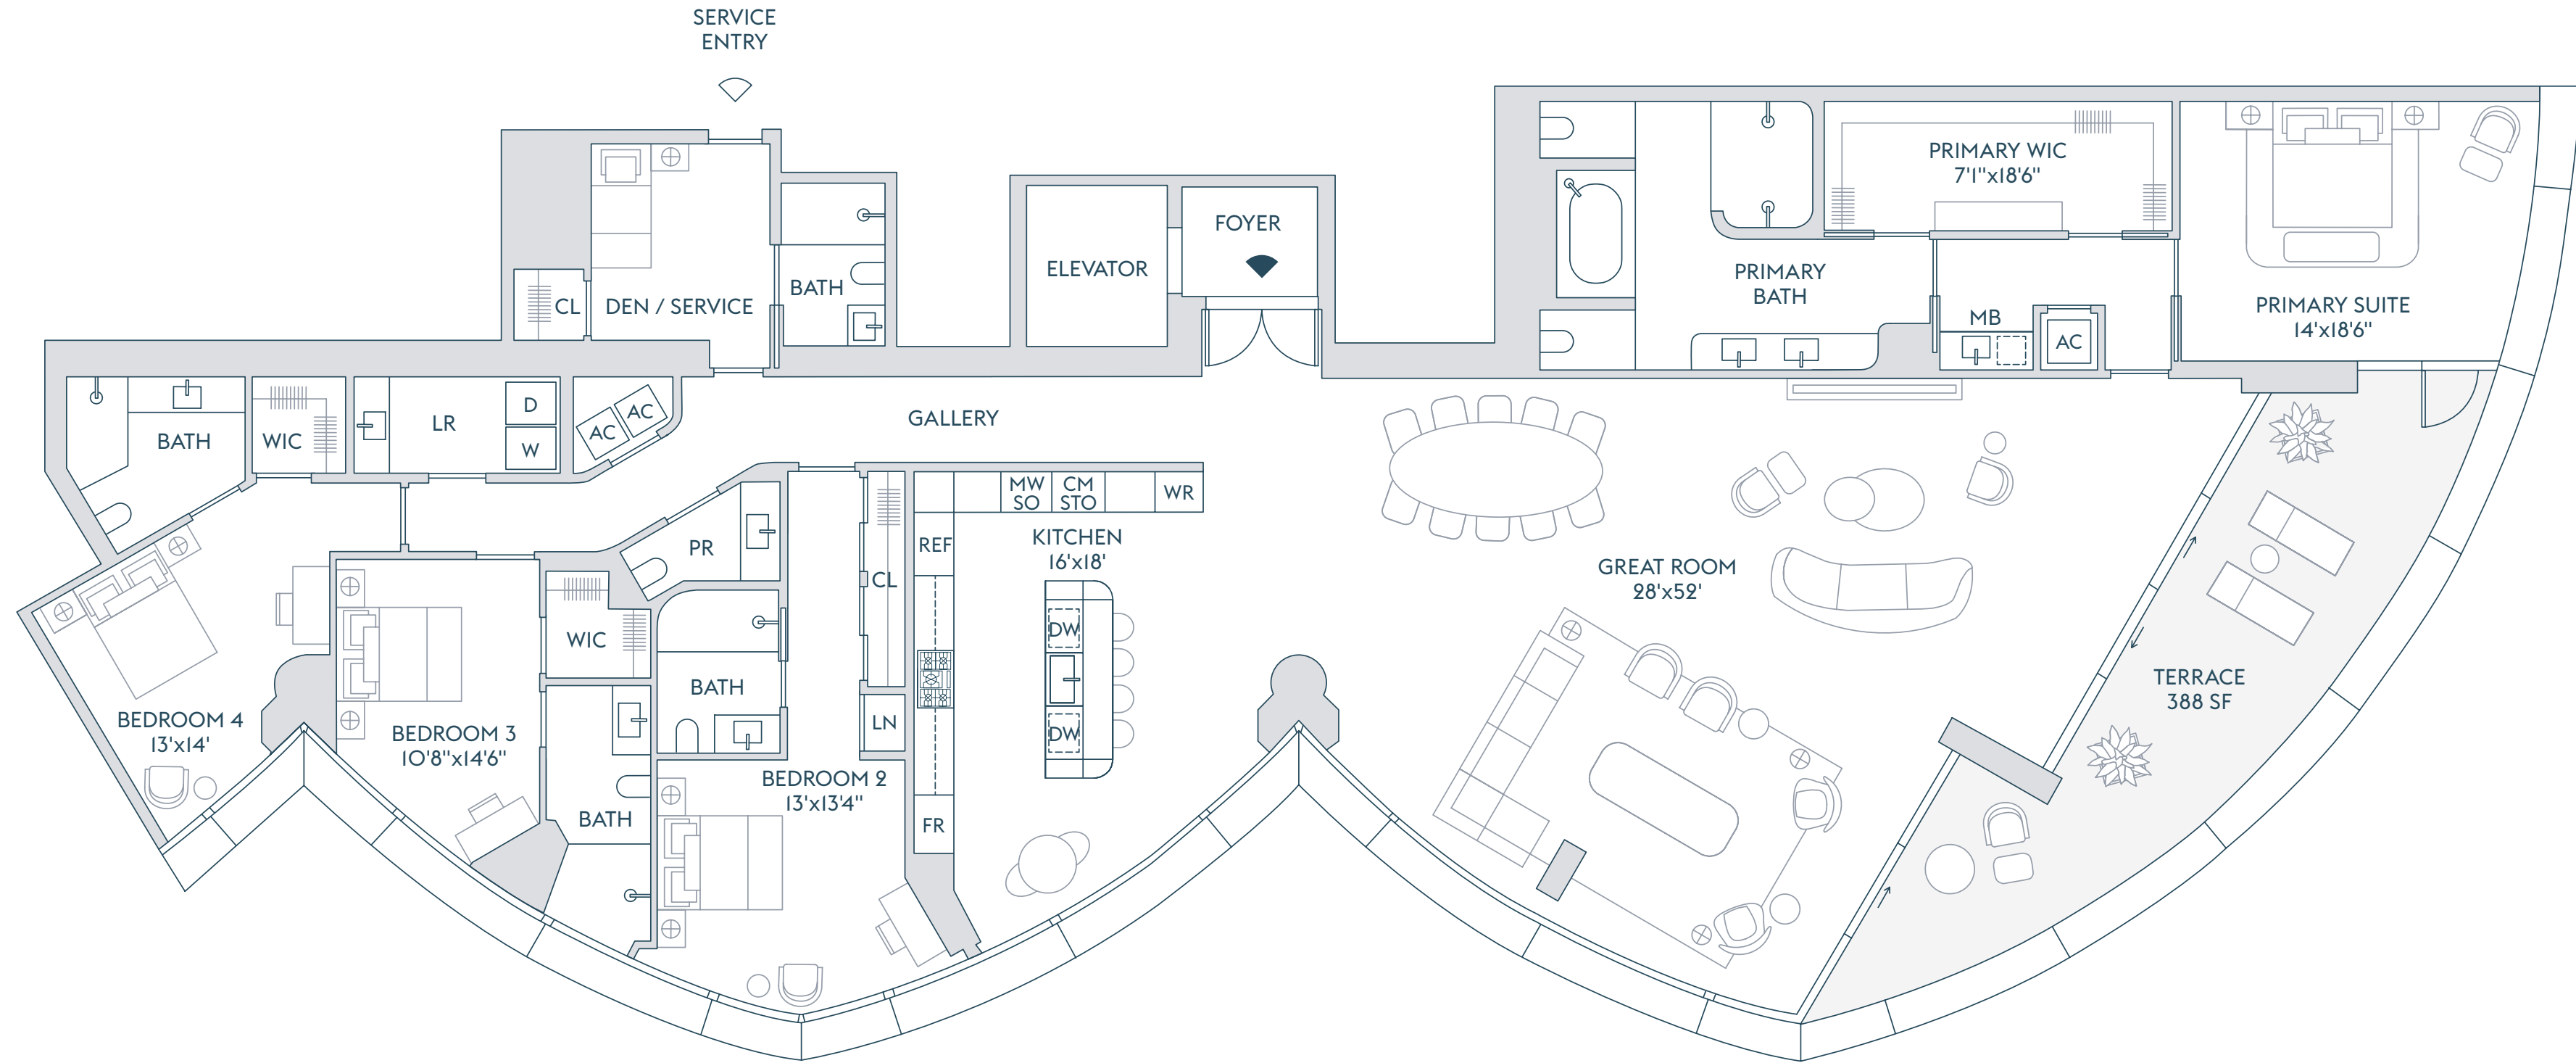 SERVICE
ENTRY
PRIMARY WIC
7'1"x18'6"
FOYER
ELEVATOR
PRIMARY
BATH
BATH
CL
DEN / SERVICE
MB
AC
PRIMARY SUITE
14'x18'6"
BATH
WIC
LR
D
W
AC
AC
GALLERY
MW
SO
CM
STO
WR
REF
KITCHEN
16'x18'
PR
CL
GREAT ROOM
28'x52'
WIC
DW
BATH
LN
DW
TERRACE
388 SF
BEDROOM 4
13'x14'
BEDROOM 3
10'8"x14'6"
BEDROOM 2
13'x13'4"
BATH
FR